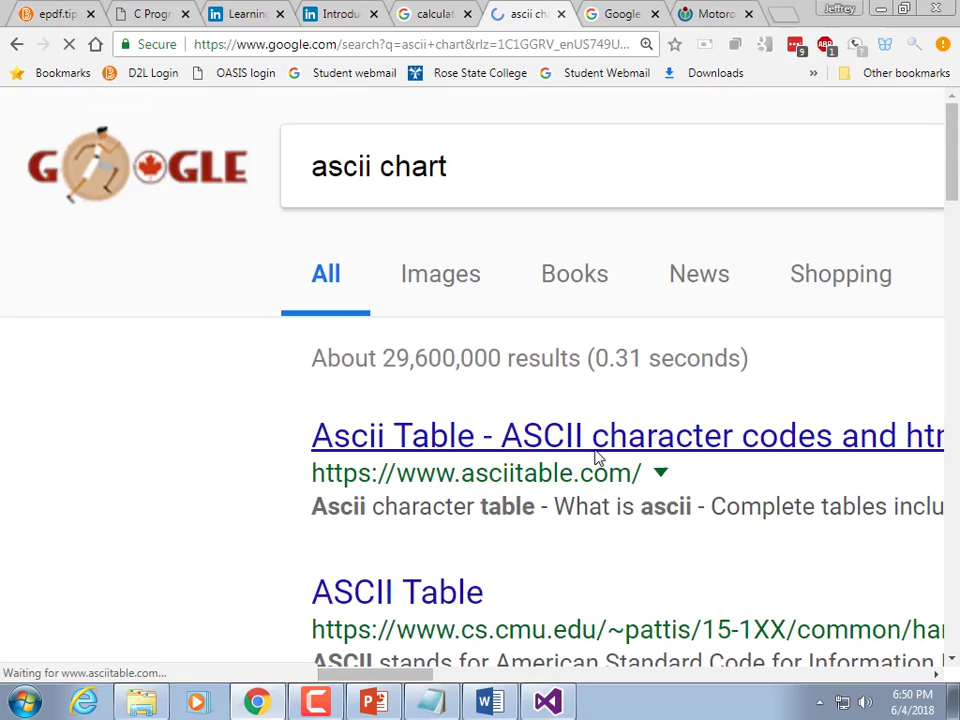 epdf.tip
C Progr
Learning
Introdu
calculat
ascii ch
Google
Motoro
Jeffrey
Secure
https://www.google.com/search?q=ascii+chart&rlz=1C1GGRV_enUS749U...
9
1
Bookmarks
D2L Login
OASIS login
Student webmail
Rose State College
Student Webmail
Downloads
»
Other bookmarks
GOOGLE
ascii chart
All
Images
Books
News
Shopping
About 29,600,000 results (0.31 seconds)
Ascii Table - ASCII character codes and htm
https://www.asciitable.com/
Ascii character table - What is ascii - Complete tables inclu
ASCII Table
https://www.cs.cmu.edu/~pattis/15-1XX/common/han
ASCII stands for American Standard Code for Information I
Waiting for www.asciitable.com...
6:50 PM
6/4/2018